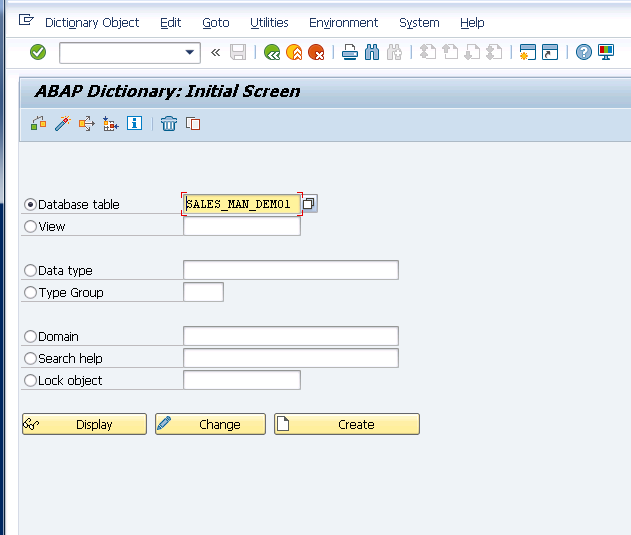 Dictionary Object Edit Goto Utilities Environment System Help
«
ABAP Dictionary: Initial Screen
Database table SALES_MAN_DEMO1
View
Data type
Type Group
Domain
Search help
Lock object
Display Change Create